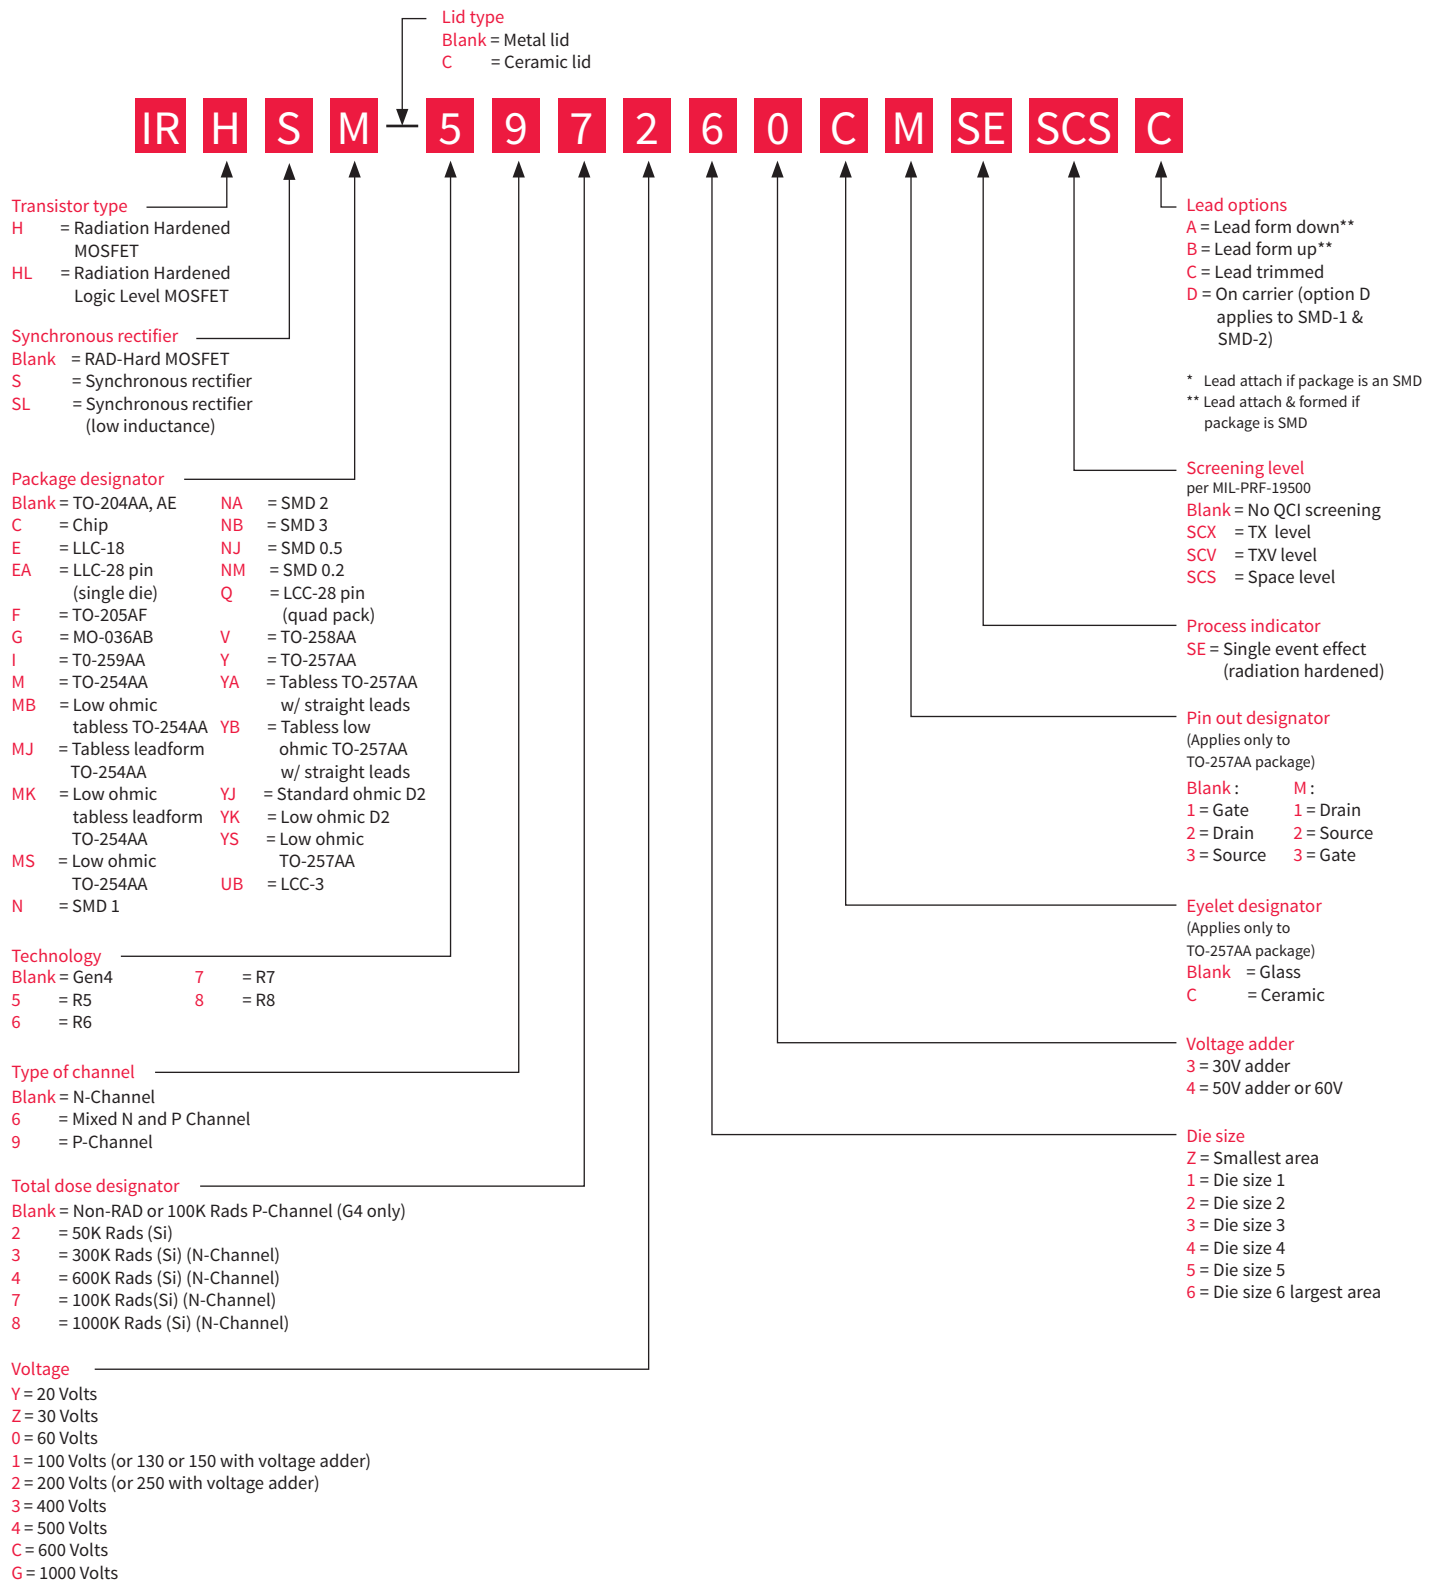 Lid type
Blank = Metal lid
C = Ceramic lid
IR H S M 5 9 7 2 6 0 C M SE SCS C
Transistor type
H = Radiation Hardened
MOSFET
HL = Radiation Hardened
Logic Level MOSFET
Synchronous rectifier
Blank = RAD-Hard MOSFET
S = Synchronous rectifier
SL = Synchronous rectifier
(low inductance)
Package designator
Blank = TO-204AA, AE
C = Chip
E = LLC-18
EA = LLC-28 pin
(single die)
F = TO-205AF
G = MO-036AB
I = T0-259AA
M = TO-254AA
MB = Low ohmic
tabless TO-254AA
MJ = Tabless leadform
TO-254AA
MK = Low ohmic
tabless leadform
TO-254AA
MS = Low ohmic
TO-254AA
N = SMD 1
NA = SMD 2
NB = SMD 3
NJ = SMD 0.5
NM = SMD 0.2
Q = LCC-28 pin
(quad pack)
V = TO-258AA
Y = TO-257AA
YA = Tabless TO-257AA
w/ straight leads
YB = Tabless low
ohmic TO-257AA
w/ straight leads
YJ = Standard ohmic D2
YK = Low ohmic D2
YS = Low ohmic
TO-257AA
UB = LCC-3
Technology
Blank = Gen4
5 = R5
6 = R6
7 = R7
8 = R8
Type of channel
Blank = N-Channel
6 = Mixed N and P Channel
9 = P-Channel
Total dose designator
Blank = Non-RAD or 100K Rads P-Channel (G4 only)
2 = 50K Rads (Si)
3 = 300K Rads (Si) (N-Channel)
4 = 600K Rads (Si) (N-Channel)
7 = 100K Rads(Si) (N-Channel)
8 = 1000K Rads (Si) (N-Channel)
Voltage
Y = 20 Volts
Z = 30 Volts
0 = 60 Volts
1 = 100 Volts (or 130 or 150 with voltage adder)
2 = 200 Volts (or 250 with voltage adder)
3 = 400 Volts
4 = 500 Volts
C = 600 Volts
G = 1000 Volts
Lead options
A = Lead form down**
B = Lead form up**
C = Lead trimmed
D = On carrier (option D
applies to SMD-1 &
SMD-2)
* Lead attach if package is an SMD
** Lead attach & formed if
package is SMD
Screening level
per MIL-PRF-19500
Blank = No QCI screening
SCX = TX level
SCV = TXV level
SCS = Space level
Process indicator
SE = Single event effect
(radiation hardened)
Pin out designator
(Applies only to
TO-257AA package)
Blank : M :
1 = Gate 1 = Drain
2 = Drain 2 = Source
3 = Source 3 = Gate
Eyelet designator
(Applies only to
TO-257AA package)
Blank = Glass
C = Ceramic
Voltage adder
3 = 30V adder
4 = 50V adder or 60V
Die size
Z = Smallest area
1 = Die size 1
2 = Die size 2
3 = Die size 3
4 = Die size 4
5 = Die size 5
6 = Die size 6 largest area